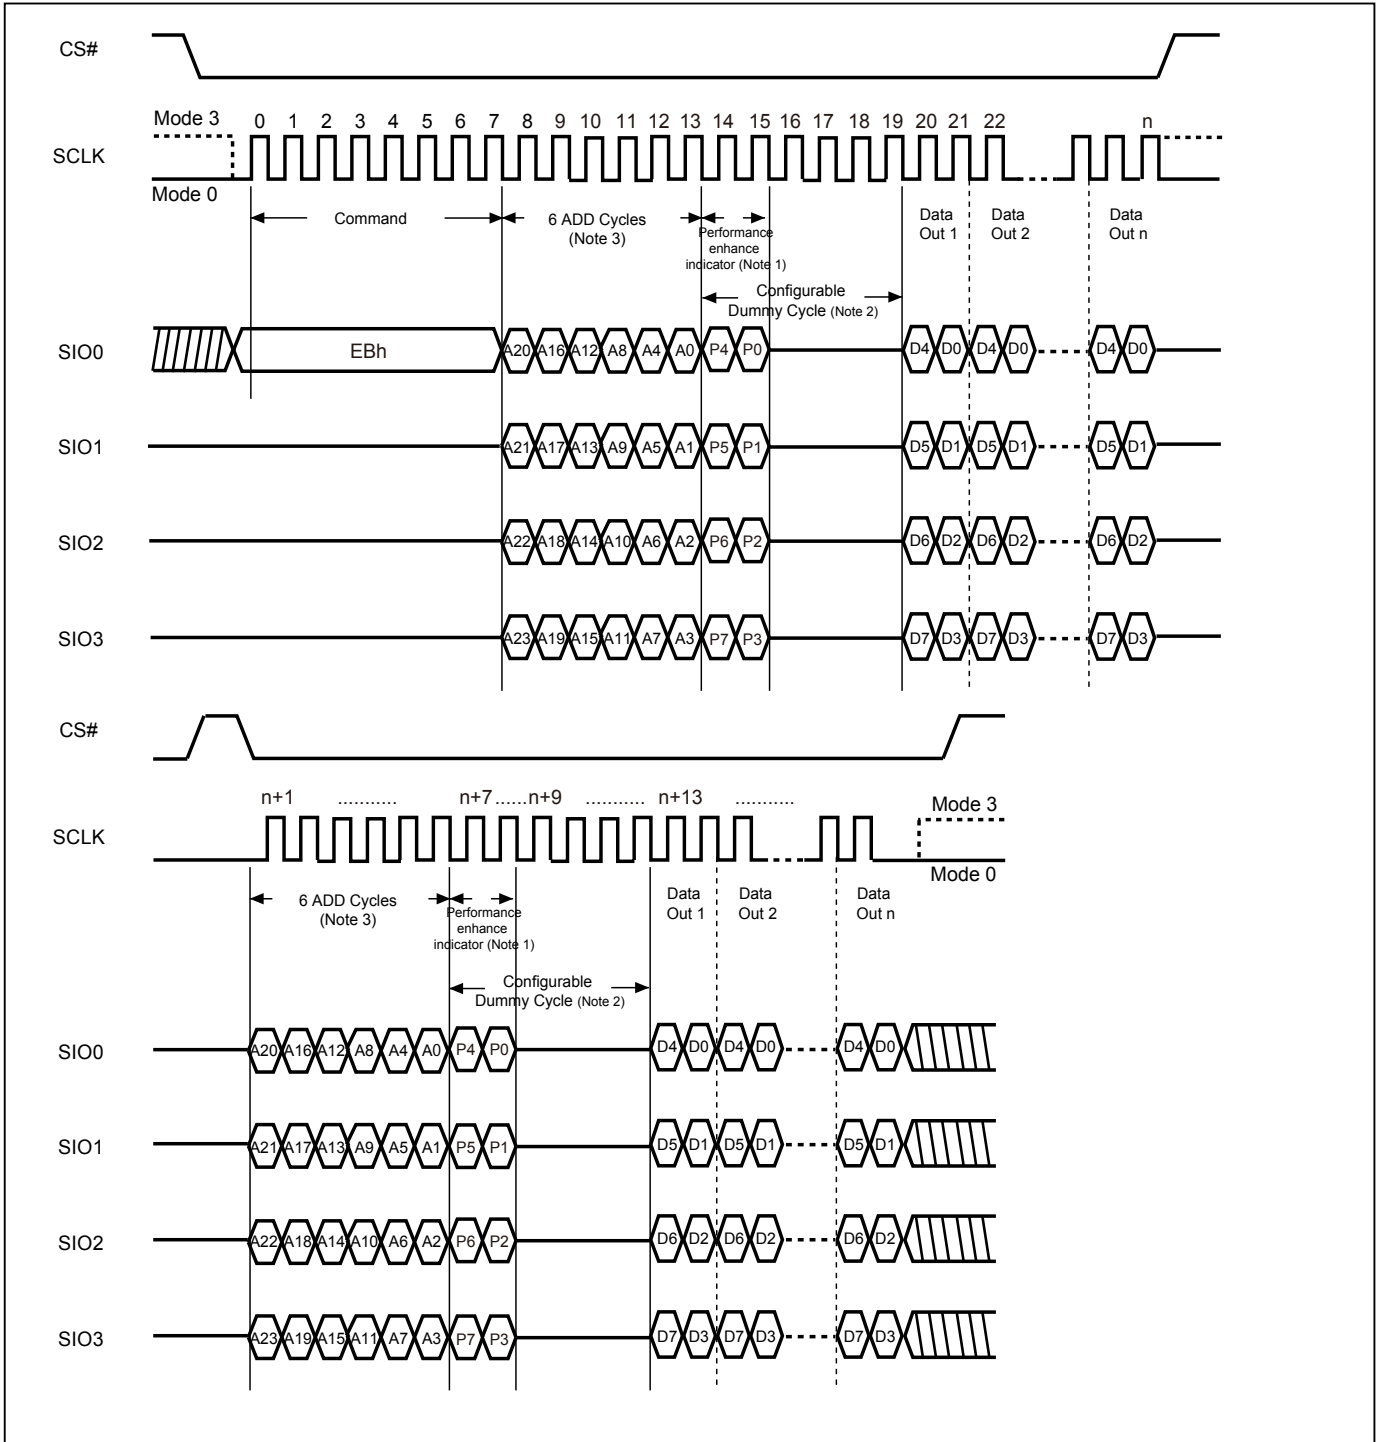 CS#
Mode 3
0 1 2 3 4 5 6 7 8 9 10 11 12 13 14 15 16 17 18 19 20 21 22 n
SCLK
Mode 0
Command
6 ADD Cycles
(Note 3)
Performance
enhance
indicator (Note 1)
Data
Out 1
Data
Out 2
Data
Out n
Configurable
Dummy Cycle (Note 2)
SIO0 EBh A20 A16 A12 A8 A4 A0 P4 P0 D4 D0 D4 D0 D4 D0
SIO1 A21 A17 A13 A9 A5 A1 P5 P1 D5 D1 D5 D1 D5 D1
SIO2 A22 A18 A14 A10 A6 A2 P6 P2 D6 D2 D6 D2 D6 D2
SIO3 A23 A19 A15 A11 A7 A3 P7 P3 D7 D3 D7 D3 D7 D3
CS#
n+1 ........... n+7 ......n+9 ........... n+13 ...........
Mode 3
SCLK
Mode 0
6 ADD Cycles
(Note 3)
Performance
enhance
indicator (Note 1)
Data
Out 1
Data
Out 2
Data
Out n
Configurable
Dummy Cycle (Note 2)
SIO0 A20 A16 A12 A8 A4 A0 P4 P0 D4 D0 D4 D0 D4 D0
SIO1 A21 A17 A13 A9 A5 A1 P5 P1 D5 D1 D5 D1 D5 D1
SIO2 A22 A18 A14 A10 A6 A2 P6 P2 D6 D2 D6 D2 D6 D2
SIO3 A23 A19 A15 A11 A7 A3 P7 P3 D7 D3 D7 D3 D7 D3